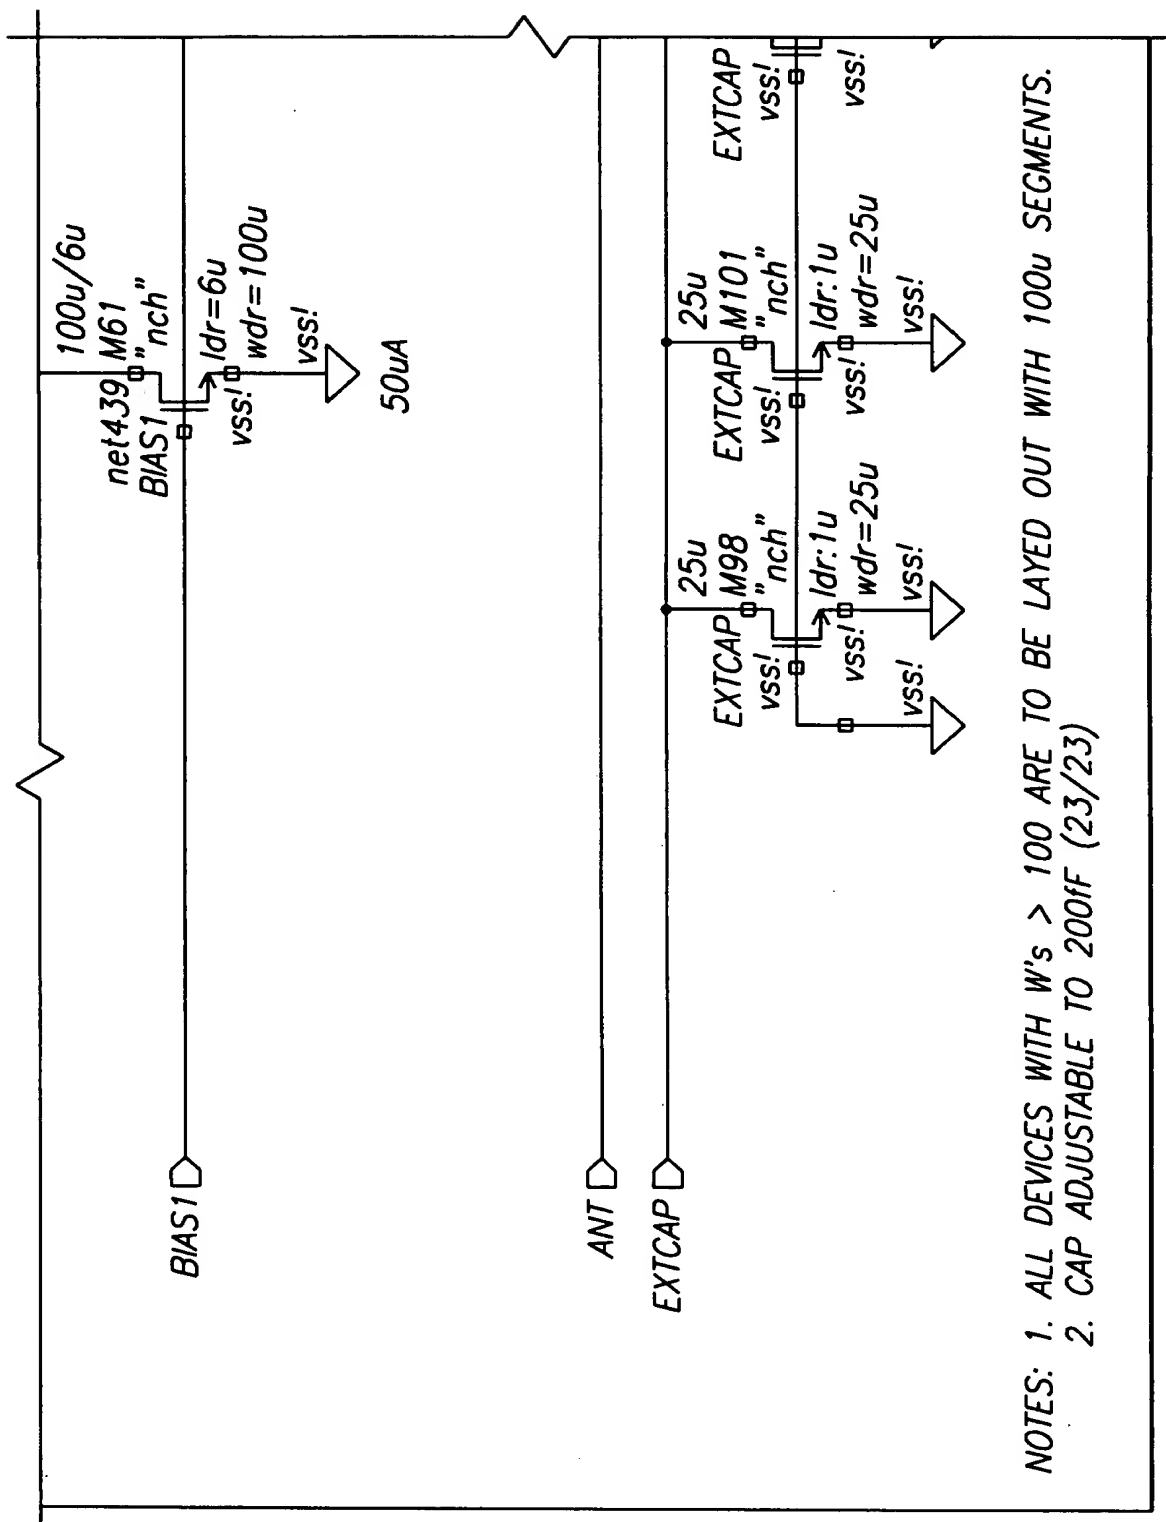 100u/6u
net439 M61
BIAS1 "nch"
vss! ldr=6u
wdr=100u
vss!
50uA
BIAS1
ANT
EXTCAP
25u
EXTCAP M98
vss! "nch"
vss! ldr:1u
wdr=25u
vss!
vss!
25u
EXTCAP M101
vss! "nch"
vss! ldr:1u
wdr=25u
vss!
EXTCAP
vss!
vss!
NOTES: 1. ALL DEVICES WITH W's > 100 ARE TO BE LAYED OUT WITH 100u SEGMENTS.
2. CAP ADJUSTABLE TO 200fF (23/23)